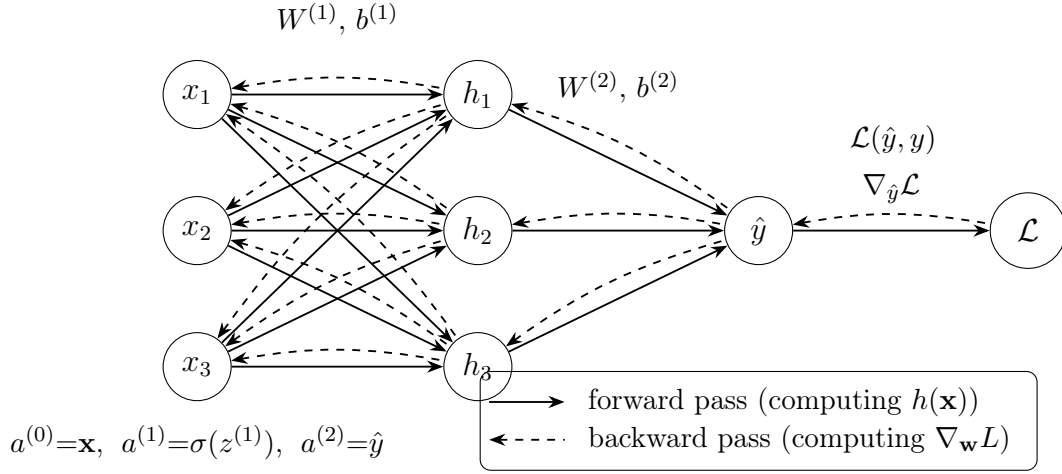 W^{(1)}, b^{(1)}
x_1
h_1
W^{(2)}, b^{(2)}
\mathcal{L}(\hat{y}, y)
\nabla_{\hat{y}} \mathcal{L}
x_2
h_2
\hat{y}
\mathcal{L}
x_3
h_3
forward pass (computing h(\mathbf{x}))
backward pass (computing \nabla_{\mathbf{w}} L)
a^{(0)}=\mathbf{x}, a^{(1)}=\sigma(z^{(1)}), a^{(2)}=\hat{y}